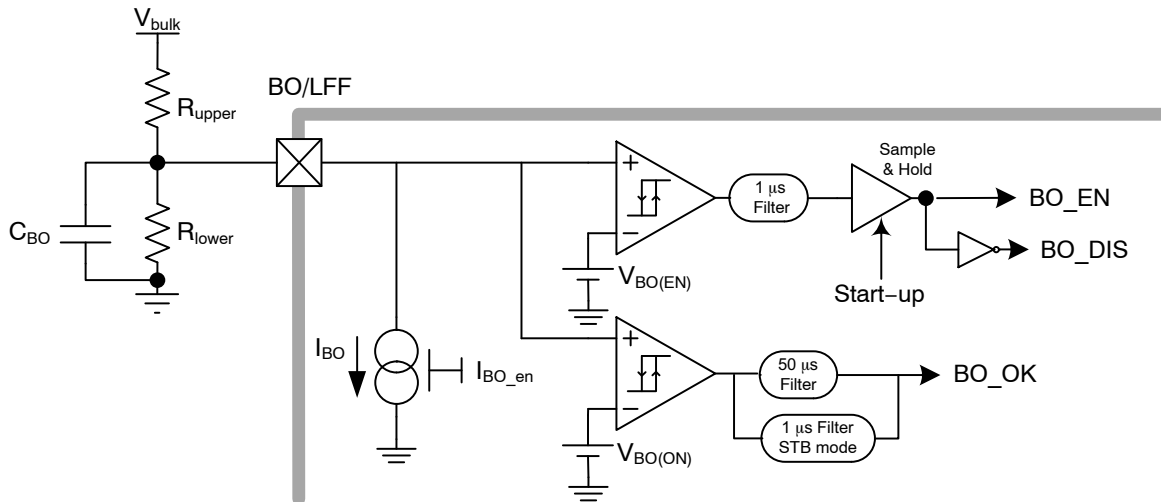 Vbulk
Rupper
BO/LFF
CBO
Rlower
+
−
1 μs
Filter
Sample
& Hold
BO_EN
BO_DIS
Start−up
VBO(EN)
IBO
IBO_en
+
−
50 μs
Filter
1 μs Filter
STB mode
BO_OK
VBO(ON)